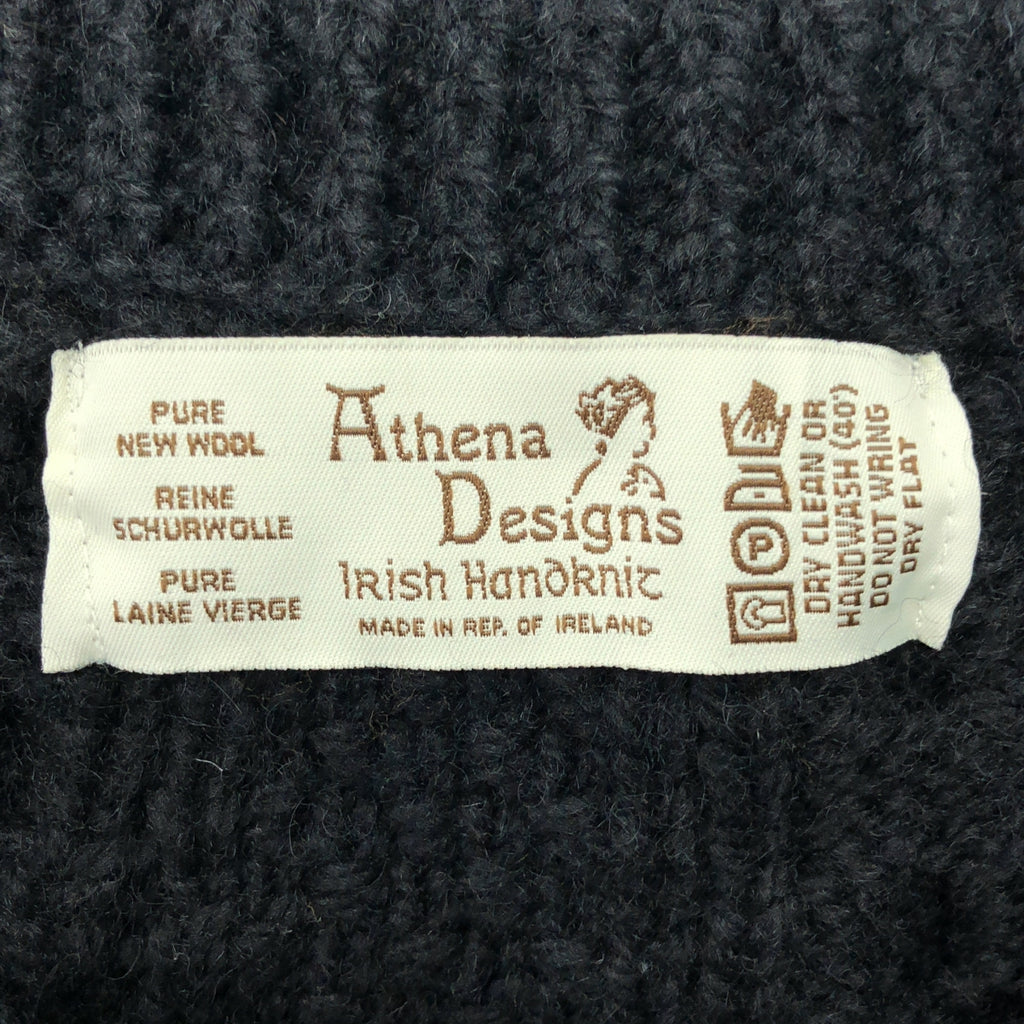 PURE
NEW WOOL
REINE
SCHURWOLLE
PURE
LAINE VIERGE
Athena
Designs
Irish Handknit
MADE IN REP. OF IRELAND
P
DRY CLEAN OR
HANDWASH (40°)
DO NOT WRING
DRY FLAT